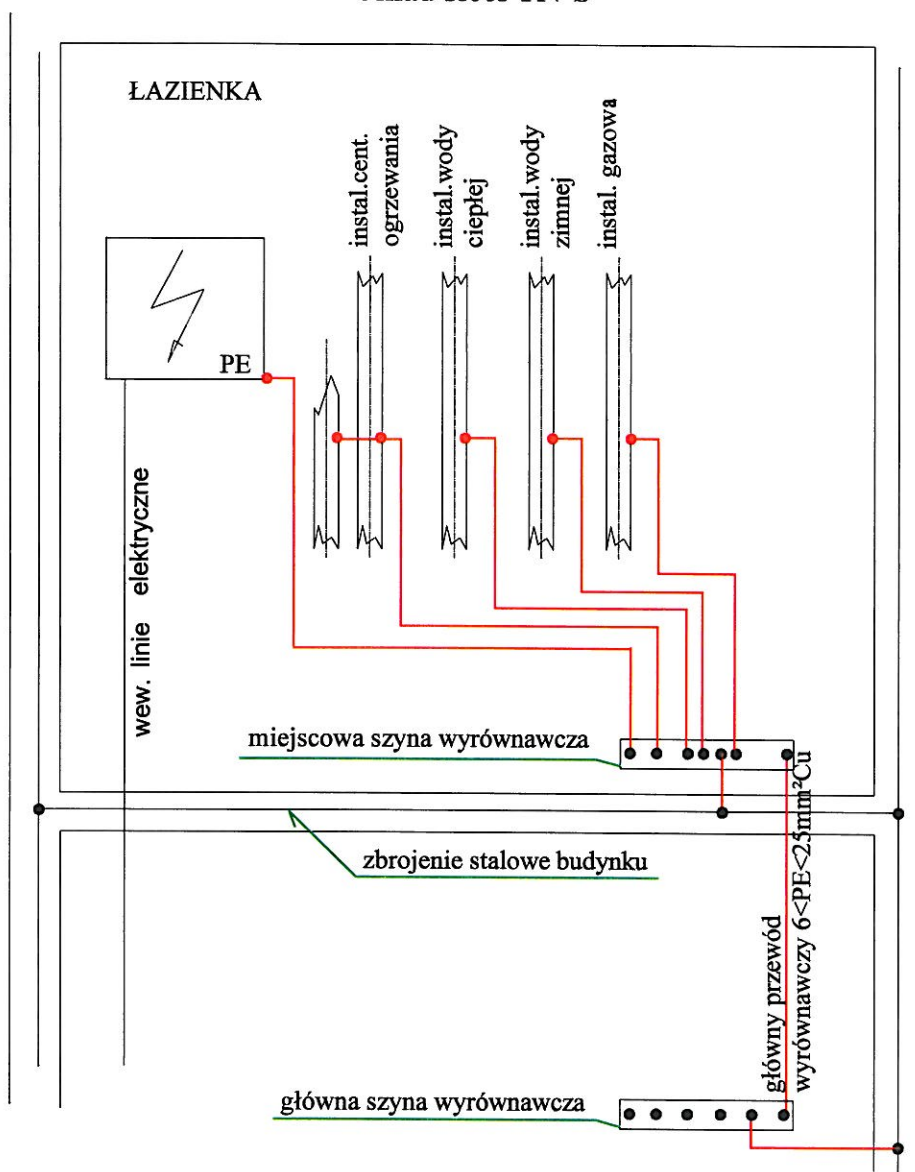 ŁAZIENKA
instal.cent.
ogrzewania
instal.wody
ciepłej
instal.wody
zimnej
instal. gazowa
PE
wew. linie elektryczne
miejscowa szyna wyrównawcza
zbrojenie stalowe budynku
główny przewód
wyrównawczy 6<PE<25mm²Cu
główna szyna wyrównawcza